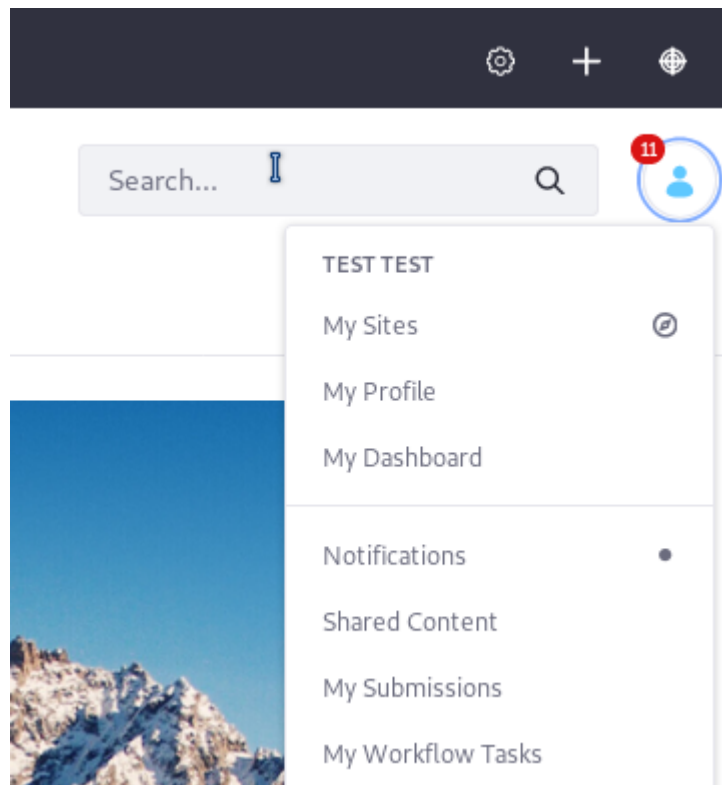 Search...
11
TEST TEST
My Sites
My Profile
My Dashboard
Notifications
Shared Content
My Submissions
My Workflow Tasks